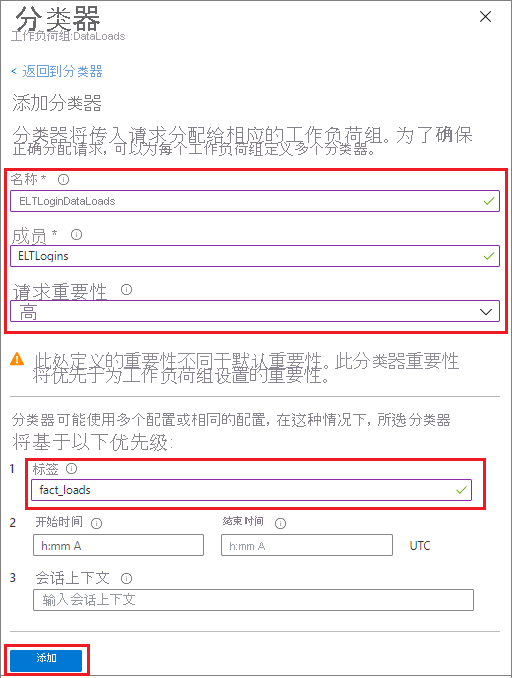 分类器
工作负荷组:DataLoads
< 返回到分类器
添加分类器
分类器将传入请求分配给相应的工作负荷组。为了确保
正确分配请求, 可以为每个工作负荷组定义多个分类器。
名称 *
ELTLoginDataLoads
成员 *
ELTLogins
请求重要性
高
此处定义的重要性不同于默认重要性。此分类器重要性
将优先于为工作负荷组设置的重要性。
分类器可能使用多个配置或相同的配置, 在这种情况下, 所选分类器
将基于以下优先级:
1 标签
fact_loads
2 开始时间 结束时间
h:mm A h:mm A UTC
3 会话上下文
输入会话上下文
添加